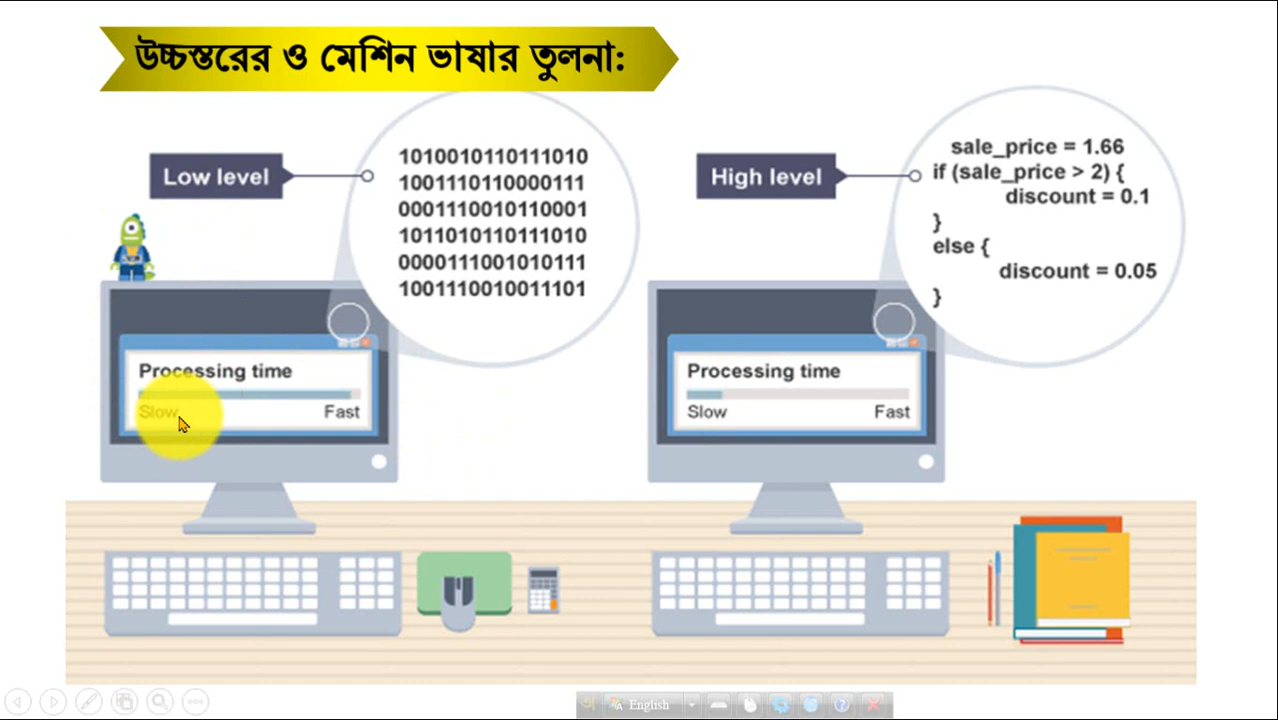 উচ্চস্তরের ও মেশিন ভাষার তুলনা:
Low level
1010010110111010
1001110110000111
0001110010110001
1011010110111010
0000111001010111
1001110010011101
Processing time
Slow Fast
High level
sale_price = 1.66
if (sale_price > 2) {
discount = 0.1
}
else {
discount = 0.05
}
Processing time
Slow Fast
English